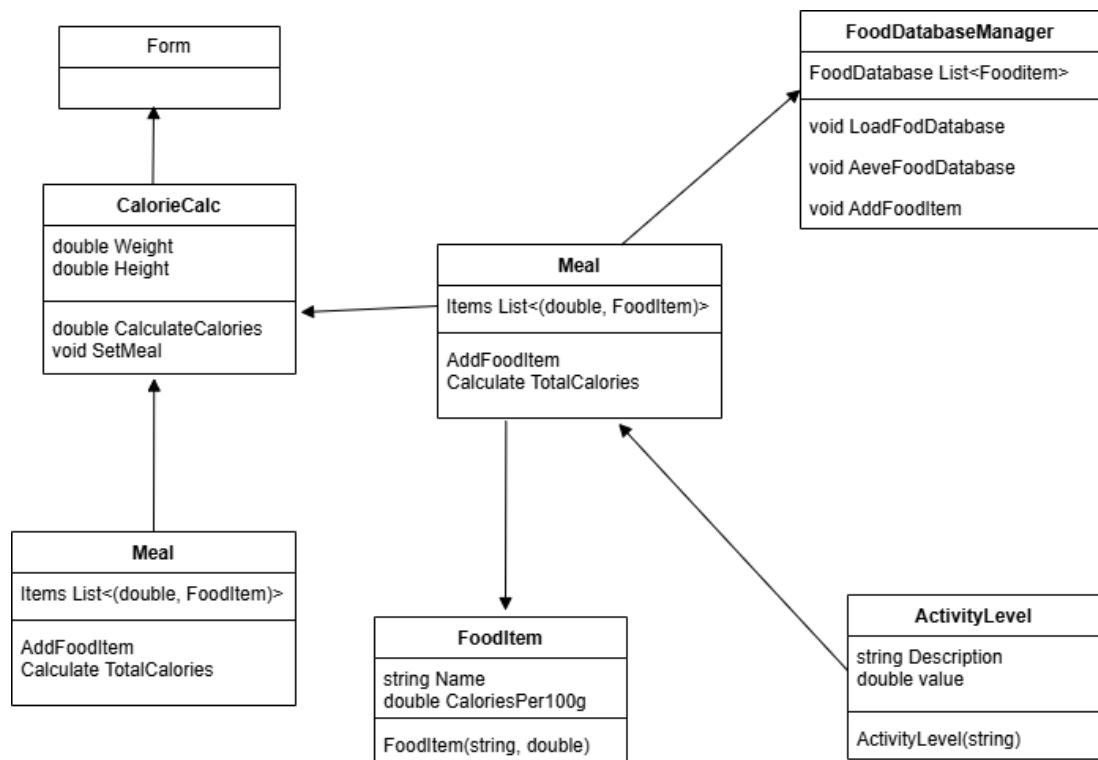 Form
FoodDatabaseManager
FoodDatabase List<Fooditem>
void LoadFodDatabase
void AeveFoodDatabase
void AddFoodItem
CalorieCalc
double Weight
double Height
double CalculateCalories
void SetMeal
Meal
Items List<(double, FoodItem)>
AddFoodItem
Calculate TotalCalories
Meal
Items List<(double, FoodItem)>
AddFoodItem
Calculate TotalCalories
FoodItem
string Name
double CaloriesPer100g
FoodItem(string, double)
ActivityLevel
string Description
double value
ActivityLevel(string)